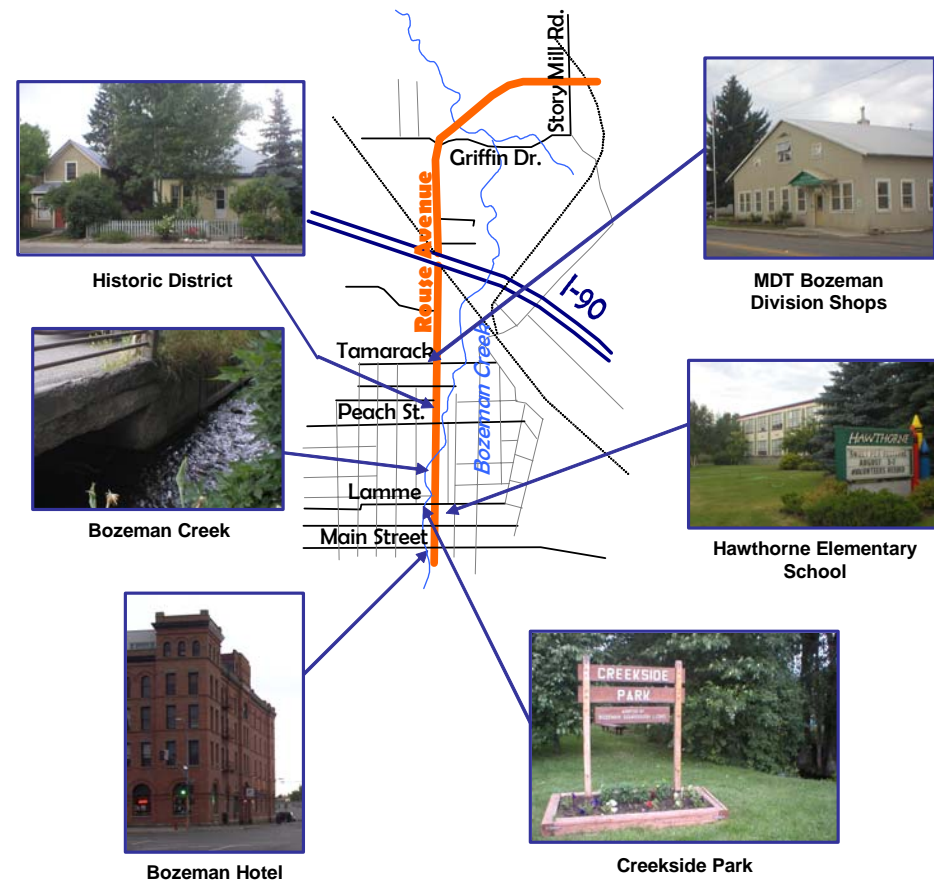 Story Mill Rd.
Griffin Dr.
Rouse Avenue
I-90
Historic District
MDT Bozeman
Division Shops
Tamarack
Bozeman Creek
Peach St.
HAWTHORNE
AUGUST
Lamme
Bozeman Creek
Main Street
Hawthorne Elementary
School
CREEKSIDE
PARK
Bozeman Hotel
Creekside Park